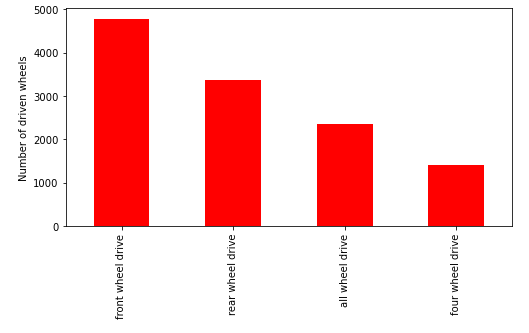 5000
4000
3000
2000
1000
0
Number of driven wheels
front wheel drive
rear wheel drive
all wheel drive
four wheel drive